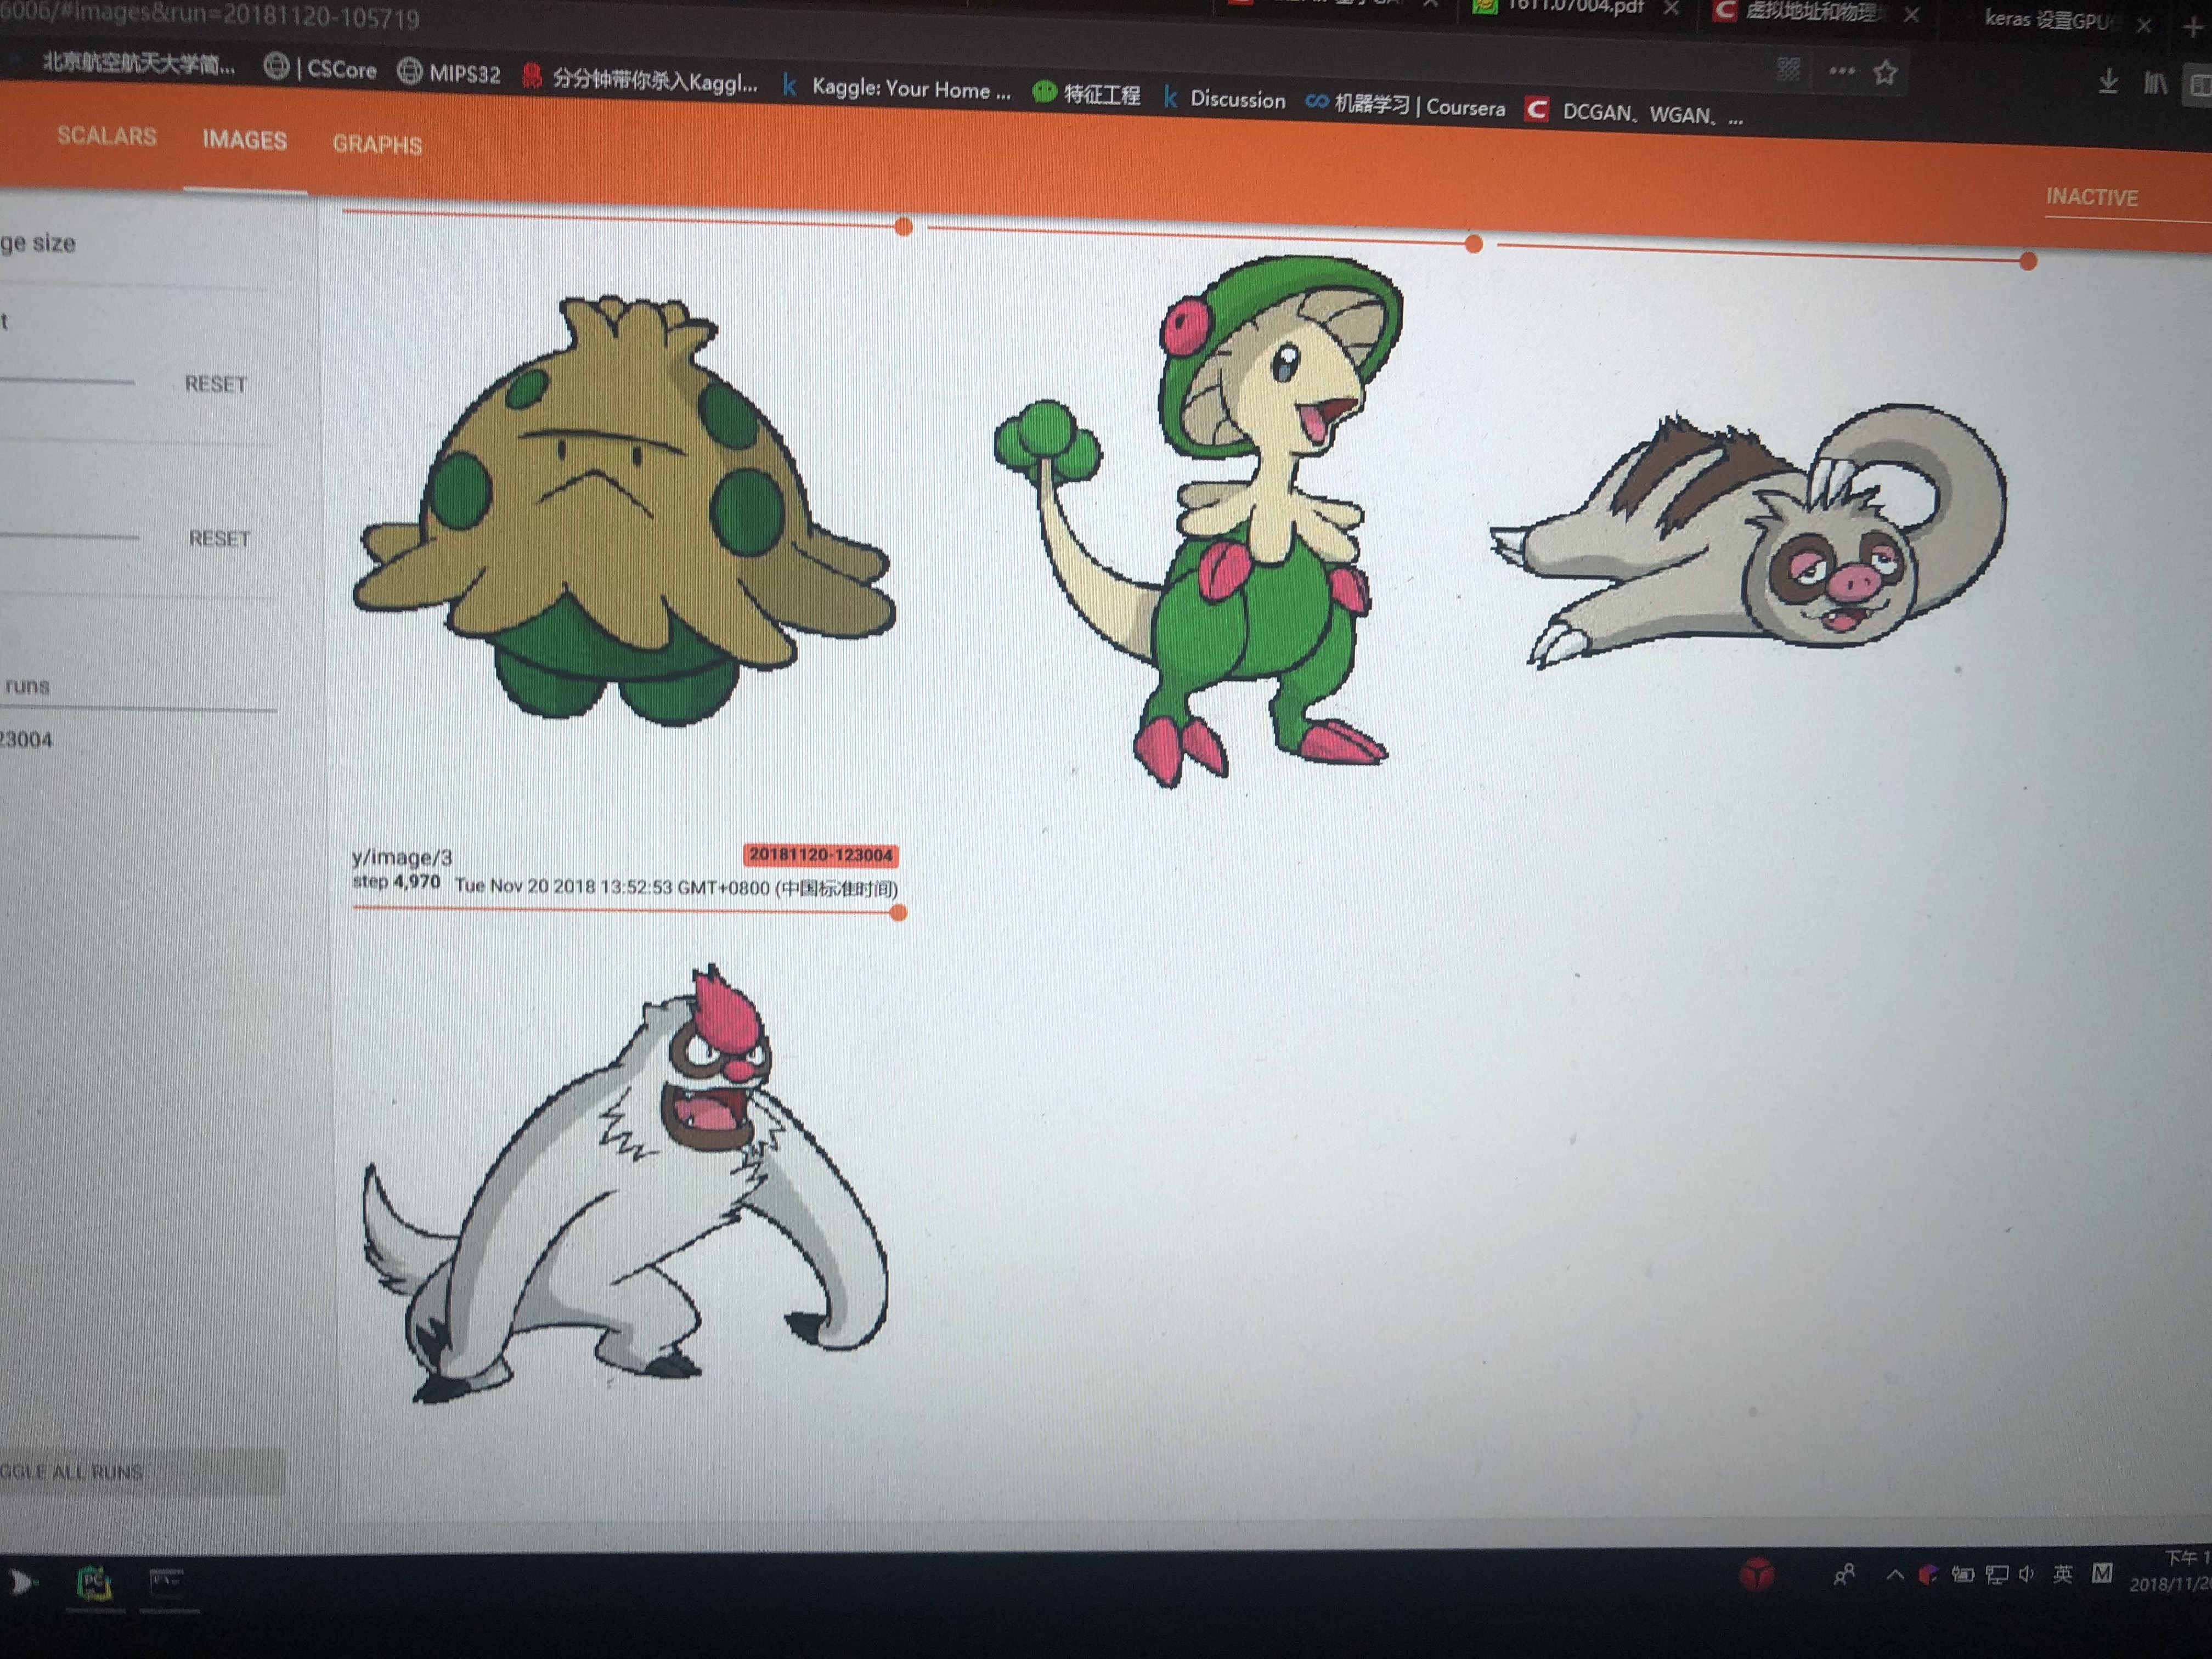 6006/#images&run=20181120-105719
1611.07004.pdf
虚拟地址和物理
keras 设置GPU
北京航空航天大学简...
| CSCore
MIPS32
分分钟带你杀入Kaggl...
Kaggle: Your Home ...
特征工程
Discussion
机器学习 | Coursera
DCGAN、WGAN、...
SCALARS
IMAGES
GRAPHS
INACTIVE
ge size
t
RESET
RESET
runs
23004
y/image/3
20181120-123004
step 4,970 Tue Nov 20 2018 13:52:53 GMT+0800 (中国标准时间)
GGLE ALL RUNS
PC
英
M
下午 1
2018/11/20